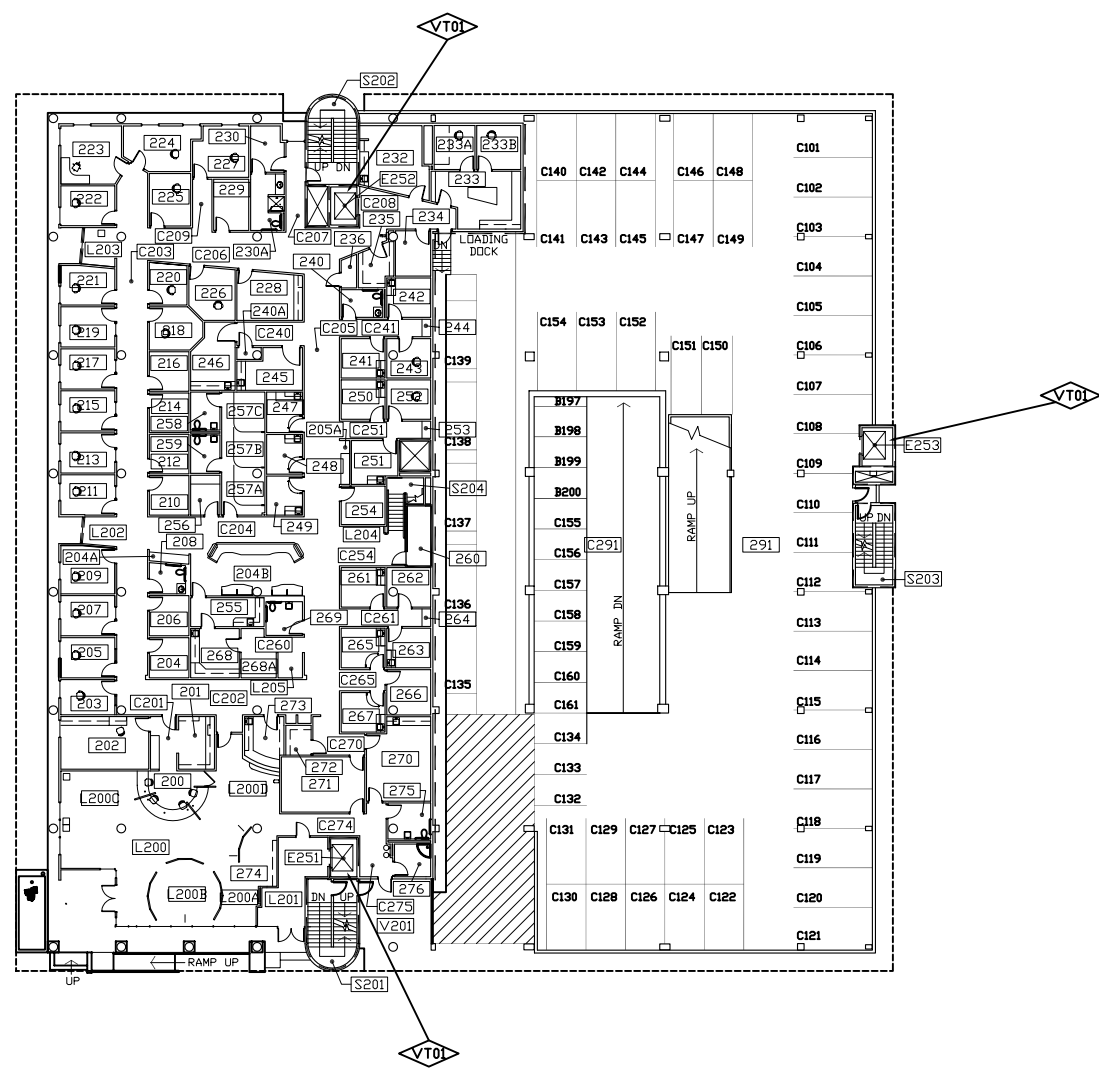 VT01
S202
223
224
230
227
232
233A
233B
C101
UP DN
222
225
229
E252
233
C140 C142 C144 C146 C148
C102
C208
235
234
C209
C207
L203
C203
C206
230A
236
LOADING
DOCK
DN
C141 C143 C145 C147 C149
C103
240
221
220
226
228
242
C104
240A
C105
219
218
C240
C205
C241
244
C154 C153 C152
C106
217
216
246
245
241
243
C139
C151 C150
C107
215
214
257C
247
250
252
B197
VT01
258
205A
C251
253
B198
C108
213
259
212
257B
248
251
C138
E253
B199
C109
211
210
257A
254
S204
B200
C110
256
C204
249
L204
C137
C155
RAMP UP
UP DN
L202
208
C254
260
C291
291
C111
204A
C156
209
204B
261
262
C157
C112
S203
207
206
255
269
C261
264
C136
C158
RAMP DN
C113
205
204
268
268A
C260
265
263
C159
C114
C265
C160
203
L205
266
C135
C201
201
C202
273
267
C161
C115
202
C270
270
C134
C116
272
271
200
L200C
L200D
275
C133
C117
C132
C274
C131 C129 C127 C125 C123
C118
L200
E251
C119
274
276
L200B
L200A
L201
DN UP
C275
C130 C128 C126 C124 C122
C120
V201
C121
RAMP UP
UP
S201
VT01